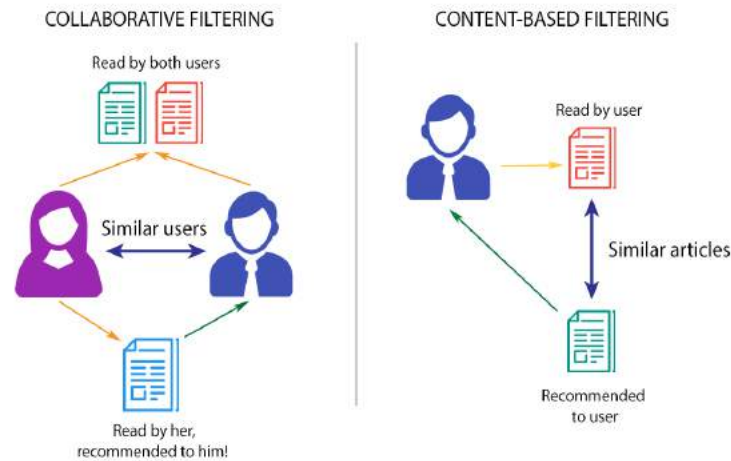 COLLABORATIVE FILTERING
Read by both users
Similar users
Read by her,
recommended to him!
CONTENT-BASED FILTERING
Read by user
Similar articles
Recommended
to user